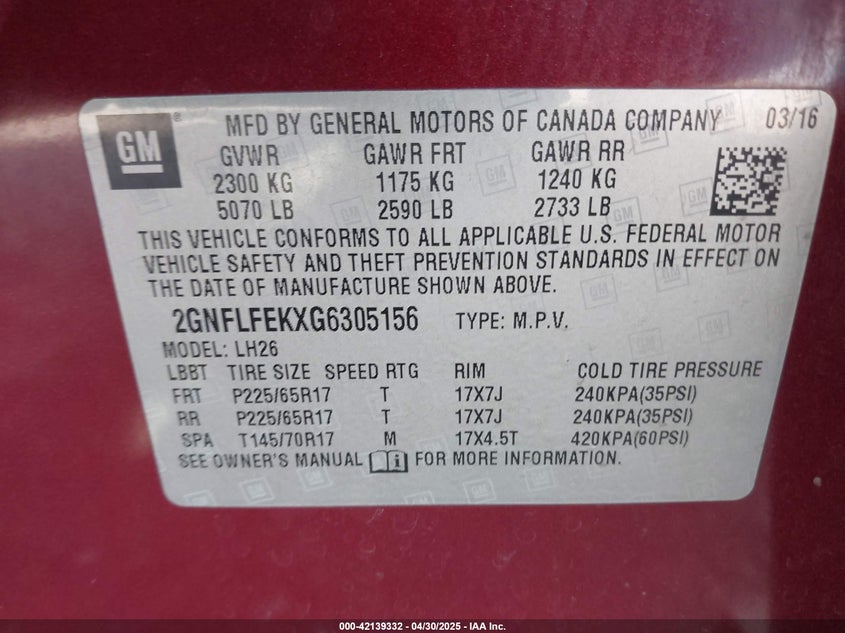 GM ® MFD BY GENERAL MOTORS OF CANADA COMPANY 03/16
GVWR GAWR FRT GAWR RR
2300 KG 1175 KG 1240 KG
5070 LB 2590 LB 2733 LB
THIS VEHICLE CONFORMS TO ALL APPLICABLE U.S. FEDERAL MOTOR
VEHICLE SAFETY AND THEFT PREVENTION STANDARDS IN EFFECT ON
THE DATE OF MANUFACTURE SHOWN ABOVE.
2GNFLFEKXG6305156 TYPE: M.P.V.
MODEL: LH26
LBBT TIRE SIZE SPEED RTG RIM COLD TIRE PRESSURE
FRT P225/65R17 T 17X7J 240KPA(35PSI)
RR P225/65R17 T 17X7J 240KPA(35PSI)
SPA T145/70R17 M 17X4.5T 420KPA(60PSI)
SEE OWNER'S MANUAL i FOR MORE INFORMATION.
000-42139332 / 04/30/2025 - IAA Inc.